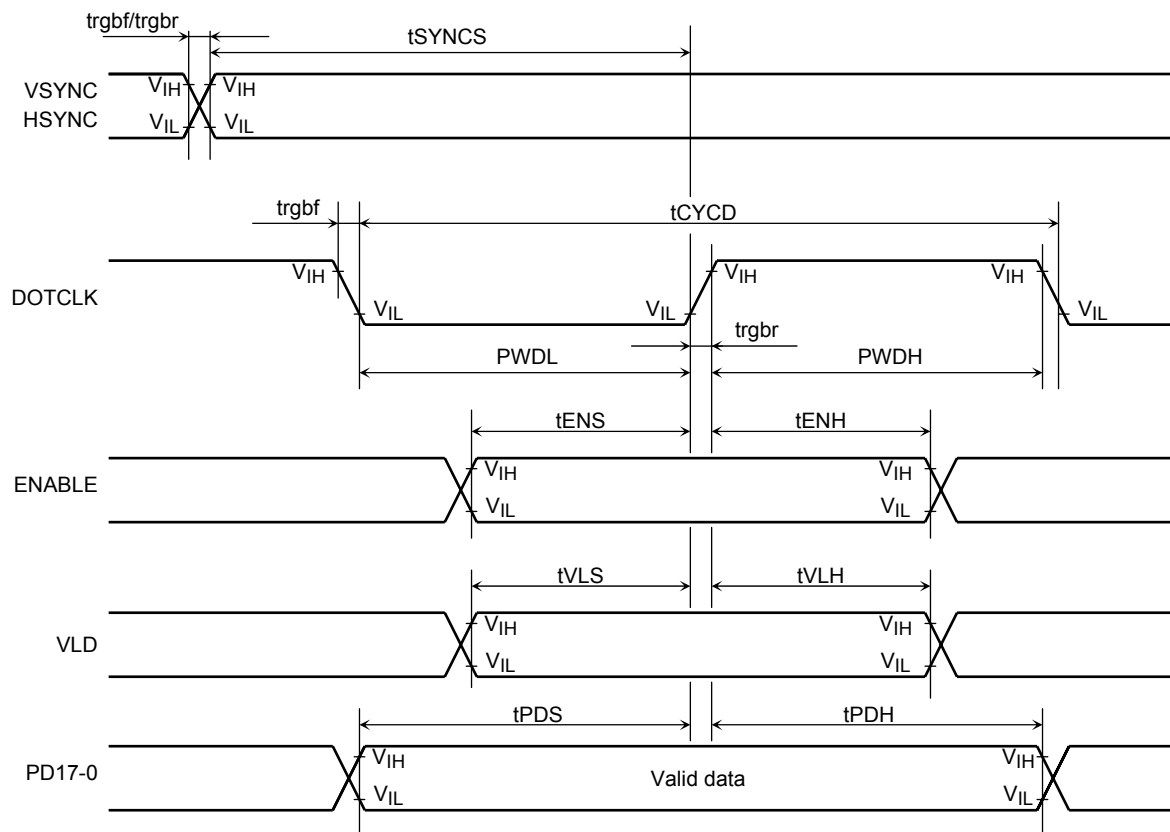 trgbf/trgbr
tSYNCS
VSYNC
HSYNC
VIH
VIH
VIL
VIL
trgbf
tCYCD
DOTCLK
VIH
VIH
VIH
VIL
VIL
VIL
trgbr
PWDL
PWDH
tENS
tENH
ENABLE
VIH
VIH
VIL
VIL
tVLS
tVLH
VLD
VIH
VIH
VIL
VIL
tPDS
tPDH
PD17-0
VIH
VIH
Valid data
VIL
VIL